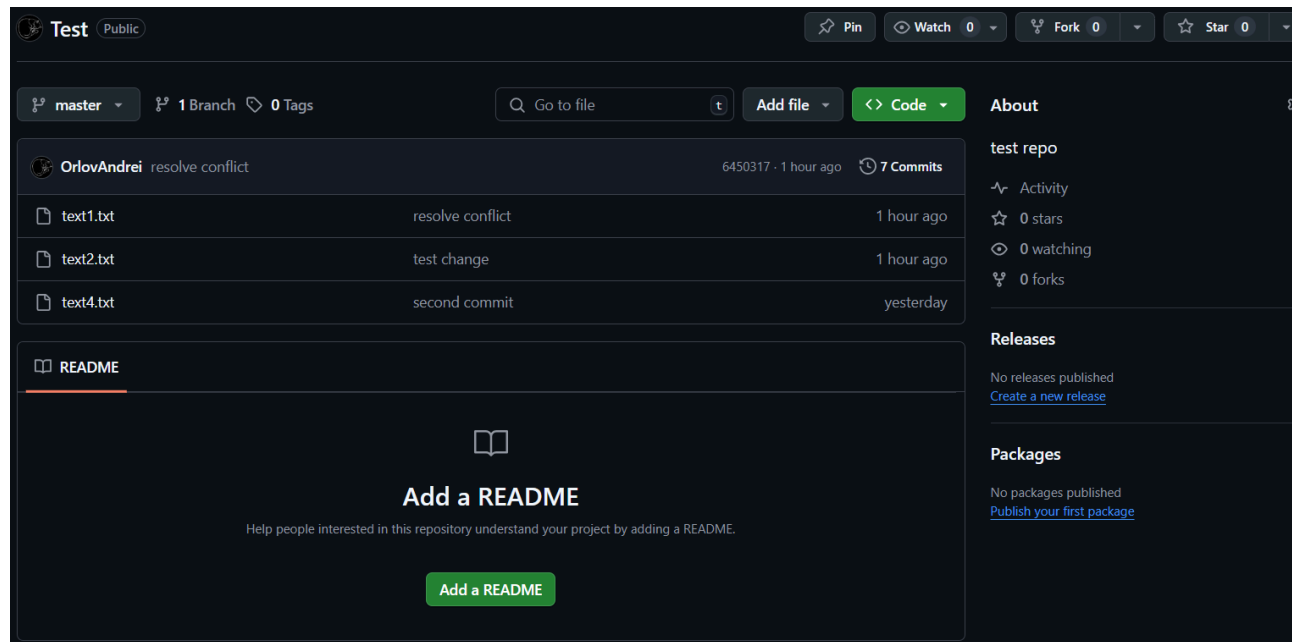 Test Public Pin Watch 0 Fork 0 Star 0
master 1 Branch 0 Tags Go to file t Add file Code
OrlovAndrei resolve conflict 6450317 · 1 hour ago 7 Commits
text1.txt resolve conflict 1 hour ago
text2.txt test change 1 hour ago
text4.txt second commit yesterday
README
Add a README
Help people interested in this repository understand your project by adding a README.
Add a README
About
test repo
Activity
0 stars
0 watching
0 forks
Releases
No releases published
Create a new release
Packages
No packages published
Publish your first package